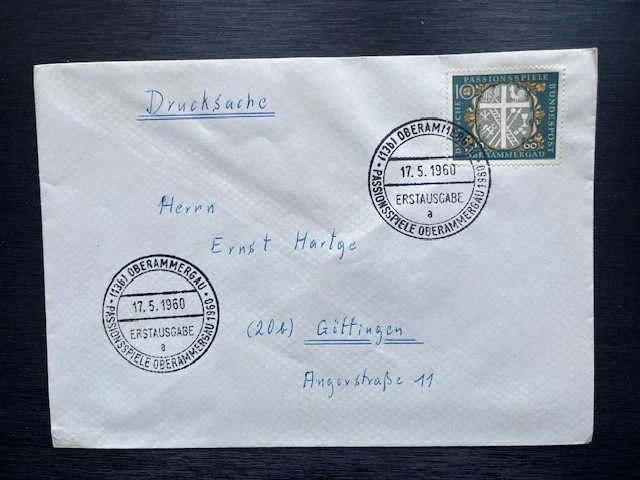 Drucksache
PASSIONSSPIELE
10
DEUTSCHE
BUNDESPOST
19 60
OBERAMMERGAU
(13b) OBERAMMERGAU
17.5.1960
ERSTAUSGABE
a
PASSIONSSPIELE OBERAMMERGAU 1960
Herrn
Ernst Hartge
(20b) Göttingen
Angerstraße 11
(13b) OBERAMMERGAU
17.5.1960
ERSTAUSGABE
a
PASSIONSSPIELE OBERAMMERGAU 1960